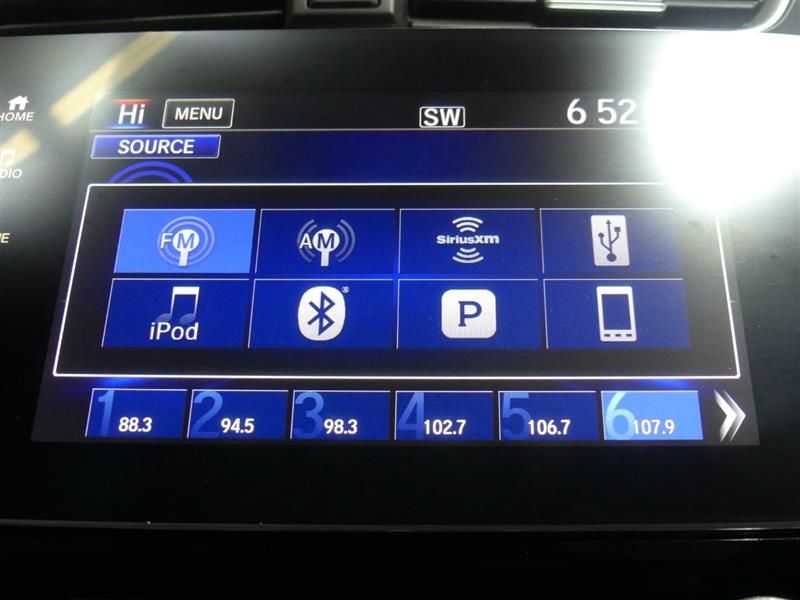 HOME
Hi MENU SW 6 52
SOURCE
FM AM SiriusXM
iPod P
1 88.3 2 94.5 3 98.3 4 102.7 5 106.7 6 107.9